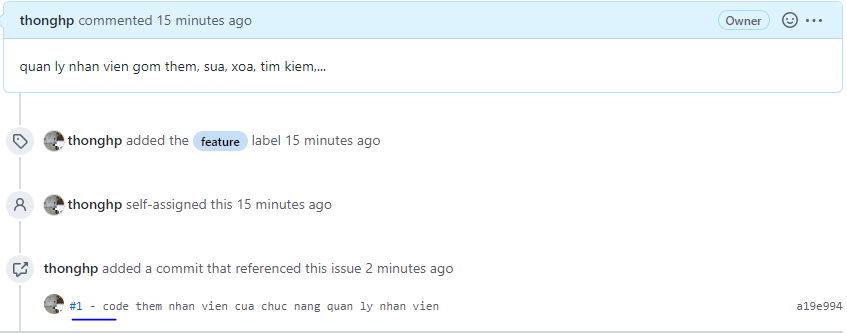 thonghp commented 15 minutes ago Owner
quan ly nhan vien gom them, sua, xoa, tim kiem,...
thonghp added the feature label 15 minutes ago
thonghp self-assigned this 15 minutes ago
thonghp added a commit that referenced this issue 2 minutes ago
#1 - code them nhan vien cua chuc nang quan ly nhan vien a19e994